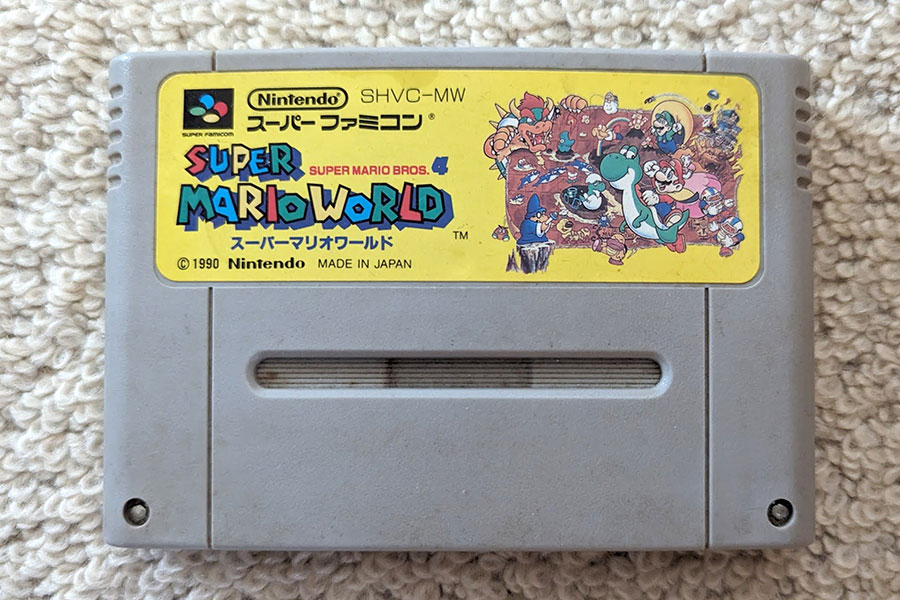 SUPER FAMICOM
Nintendo SHVC-MW
スーパーファミコン®
SUPER SUPER MARIO BROS. 4
MARIO WORLD
スーパーマリオワールド ™
© 1990 Nintendo MADE IN JAPAN